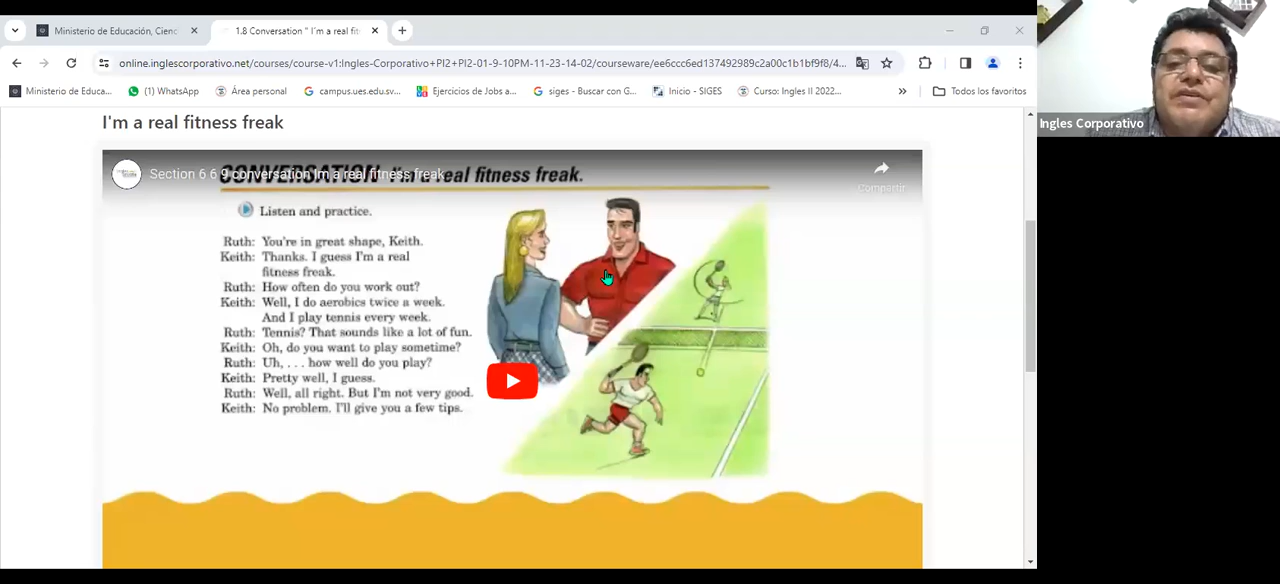 Ministerio de Educación, Cienc
1.8 Conversation " I'm a real fit
online.inglescorporativo.net/courses/course-v1:Ingles-Corporativo+PI2+PI2-01-9-10PM-11-23-14-02/courseware/ee6ccc6ed137492989c2a00c1b1bf9f8/4...
Ministerio de Educa...
(1) WhatsApp
Área personal
campus.ues.edu.sv...
Ejercicios de Jobs a...
siges - Buscar con G...
Inicio - SIGES
Curso: Ingles II 2022...
»
Todos los favoritos
Ingles Corporativo
I'm a real fitness freak
Section 6 6 9 conversation Im a real fitness freak
CONVERSATION I'm a real fitness freak.
Compartir
Listen and practice.
Ruth: You're in great shape, Keith.
Keith: Thanks. I guess I'm a real
fitness freak.
Ruth: How often do you work out?
Keith: Well, I do aerobics twice a week.
And I play tennis every week.
Ruth: Tennis? That sounds like a lot of fun.
Keith: Oh, do you want to play sometime?
Ruth: Uh, . . . how well do you play?
Keith: Pretty well, I guess.
Ruth: Well, all right. But I'm not very good.
Keith: No problem. I'll give you a few tips.